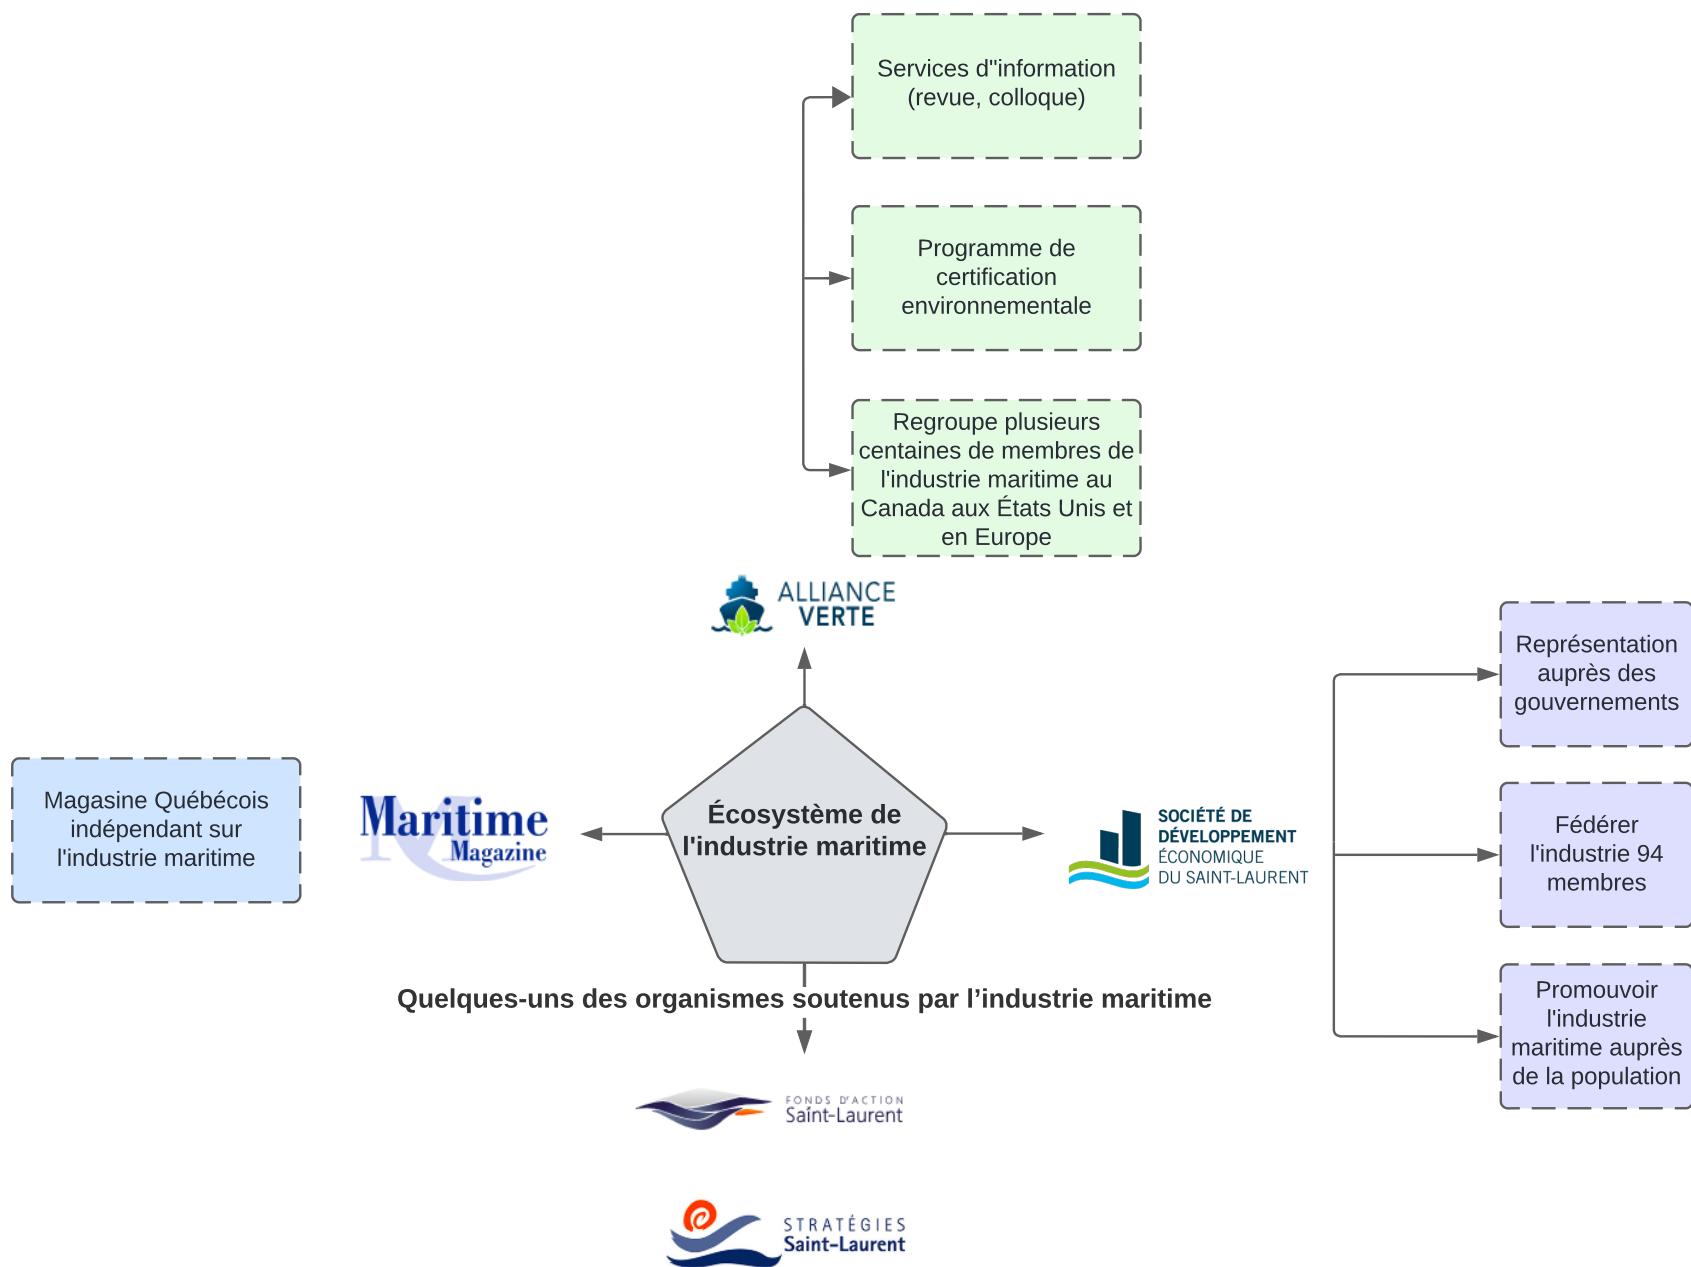 Services d"information
(revue, colloque)
Programme de
certification
environnementale
Regroupe plusieurs
centaines de membres de
l'industrie maritime au
Canada aux États Unis et
en Europe
ALLIANCE
VERTE
Représentation
auprès des
gouvernements
Magasine Québécois
indépendant sur
l'industrie maritime
Maritime
Magazine
Écosystème de
l'industrie maritime
SOCIÉTÉ DE
DÉVELOPPEMENT
ÉCONOMIQUE
DU SAINT-LAURENT
Fédérer
l'industrie 94
membres
Promouvoir
l'industrie
maritime auprès
de la population
Quelques-uns des organismes soutenus par l’industrie maritime
FONDS D'ACTION
Saint-Laurent
STRATÉGIES
Saint-Laurent